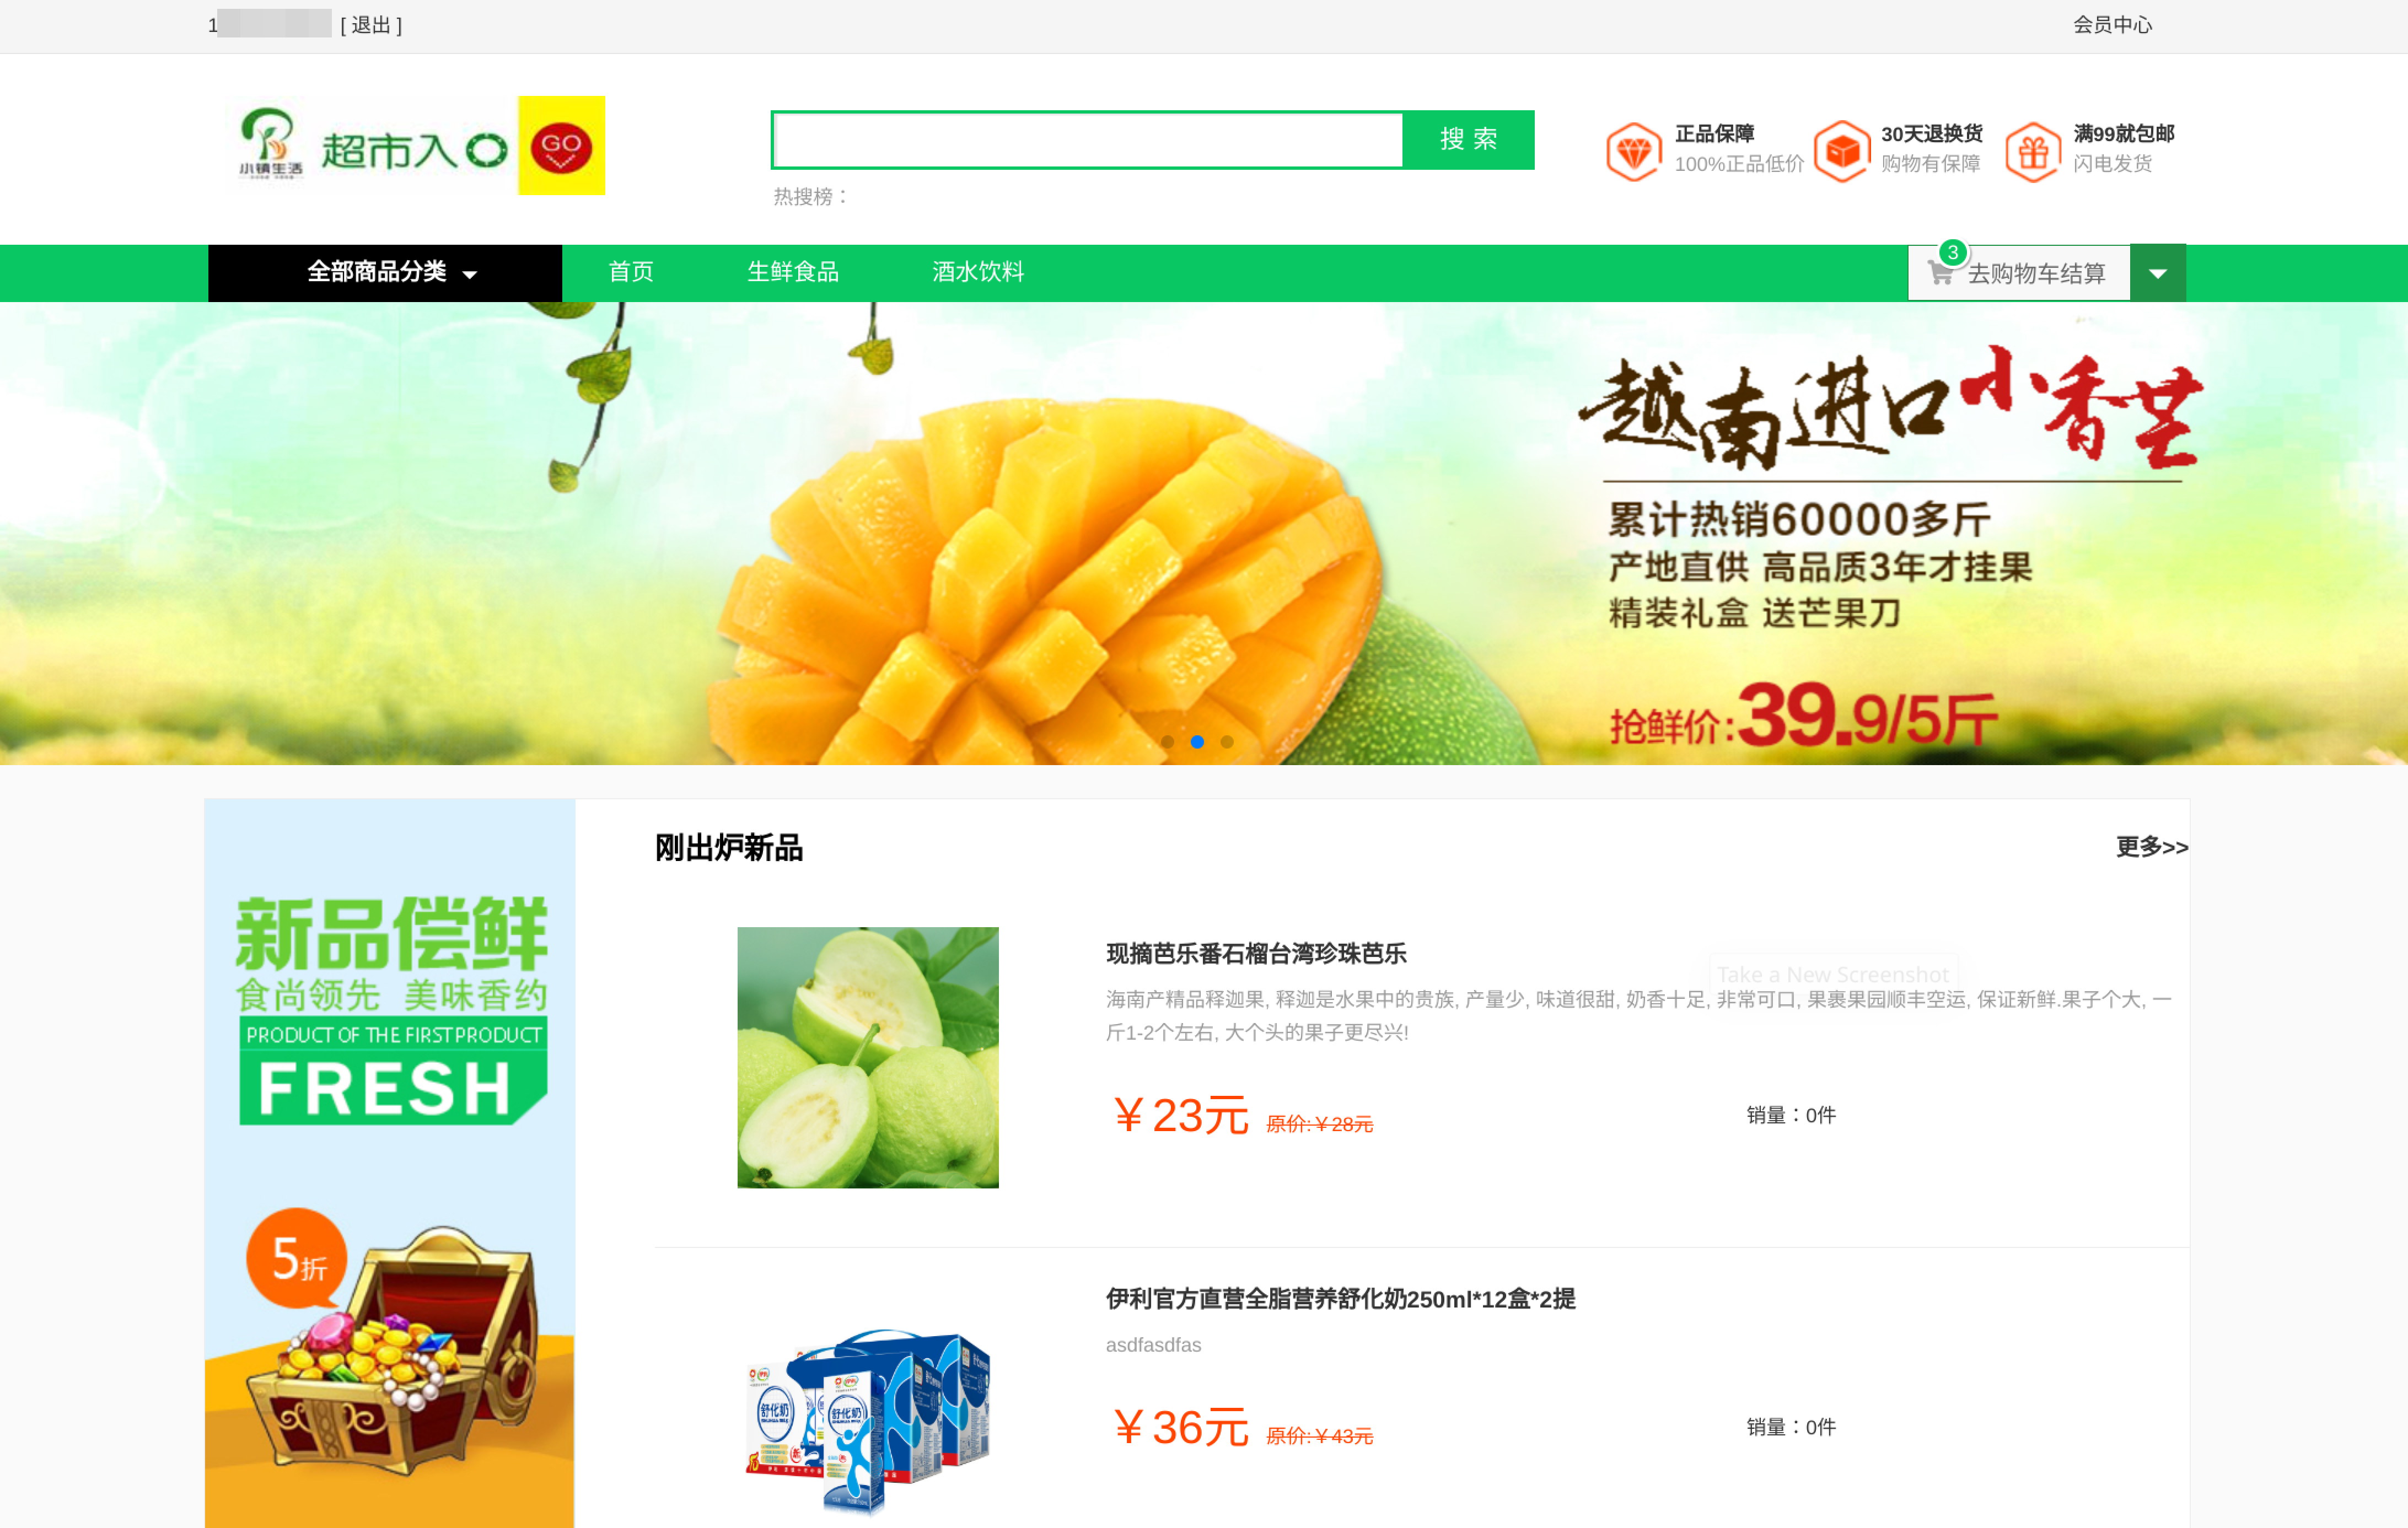 1 [ 退出 ]
会员中心
小镇生活
超市入口
GO
搜 索
热搜榜：
正品保障
100%正品低价
30天退换货
购物有保障
满99就包邮
闪电发货
全部商品分类
首页
生鲜食品
酒水饮料
3
去购物车结算
越南进口小香芒
累计热销60000多斤
产地直供 高品质3年才挂果
精装礼盒 送芒果刀
抢鲜价:39.9/5斤
新品偿鲜
食尚领先 美味香约
PRODUCT OF THE FIRSTPRODUCT
FRESH
5折
刚出炉新品
更多>>
现摘芭乐番石榴台湾珍珠芭乐
Take a New Screenshot
海南产精品释迦果, 释迦是水果中的贵族, 产量少, 味道很甜, 奶香十足, 非常可口, 果裹果园顺丰空运, 保证新鲜.果子个大, 一
斤1-2个左右, 大个头的果子更尽兴!
￥23元 原价:￥28元
销量：0件
伊利官方直营全脂营养舒化奶250ml*12盒*2提
asdfasdfas
￥36元 原价:￥43元
销量：0件
舒化奶
舒化奶